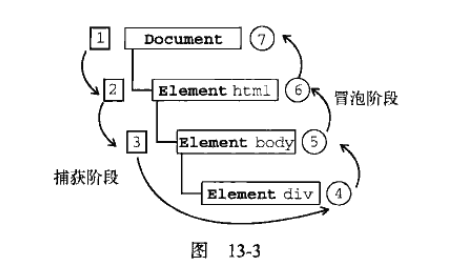 1 Document 7
2 Element html 6
冒泡阶段
3 Element body 5
捕获阶段
Element div 4
图 13-3